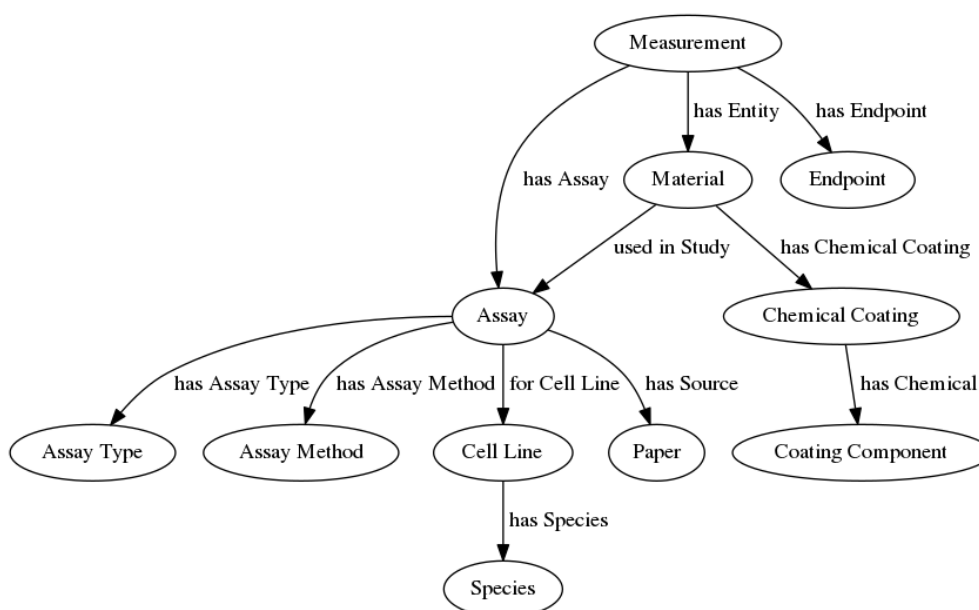 Measurement
has Entity
has Endpoint
has Assay
Material
Endpoint
used in Study
has Chemical Coating
Assay
Chemical Coating
has Assay Type
has Assay Method
for Cell Line
has Source
has Chemical
Assay Type
Assay Method
Cell Line
Paper
Coating Component
has Species
Species